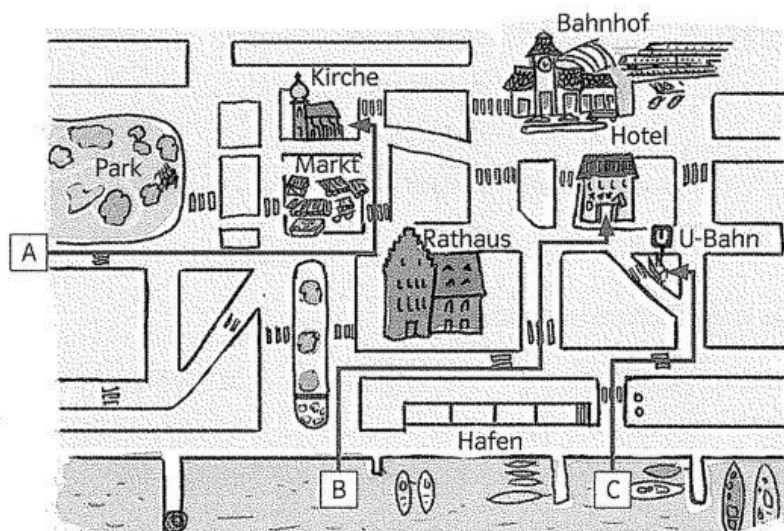 Bahnhof
Kirche
Hotel
Park
Markt
A
Rathaus
U-Bahn
Hafen
B
C